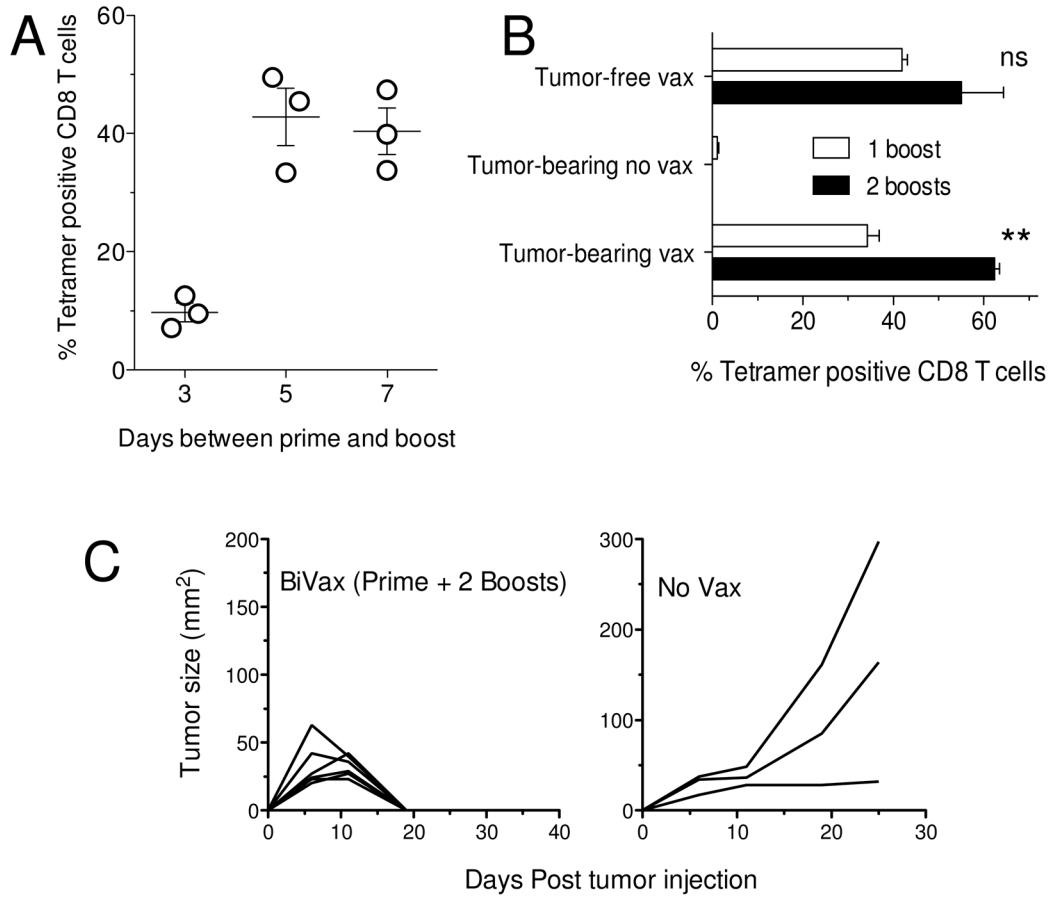 A
% Tetramer positive CD8 T cells
60
40
20
0
3 5 7
Days between prime and boost
B
Tumor-free vax
Tumor-bearing no vax
Tumor-bearing vax
ns
1 boost
2 boosts
**
0 20 40 60
% Tetramer positive CD8 T cells
C
Tumor size (mm²)
200
150
100
50
0
BiVax (Prime + 2 Boosts)
0 10 20 30 40
300
200
100
0
No Vax
0 10 20 30
Days Post tumor injection